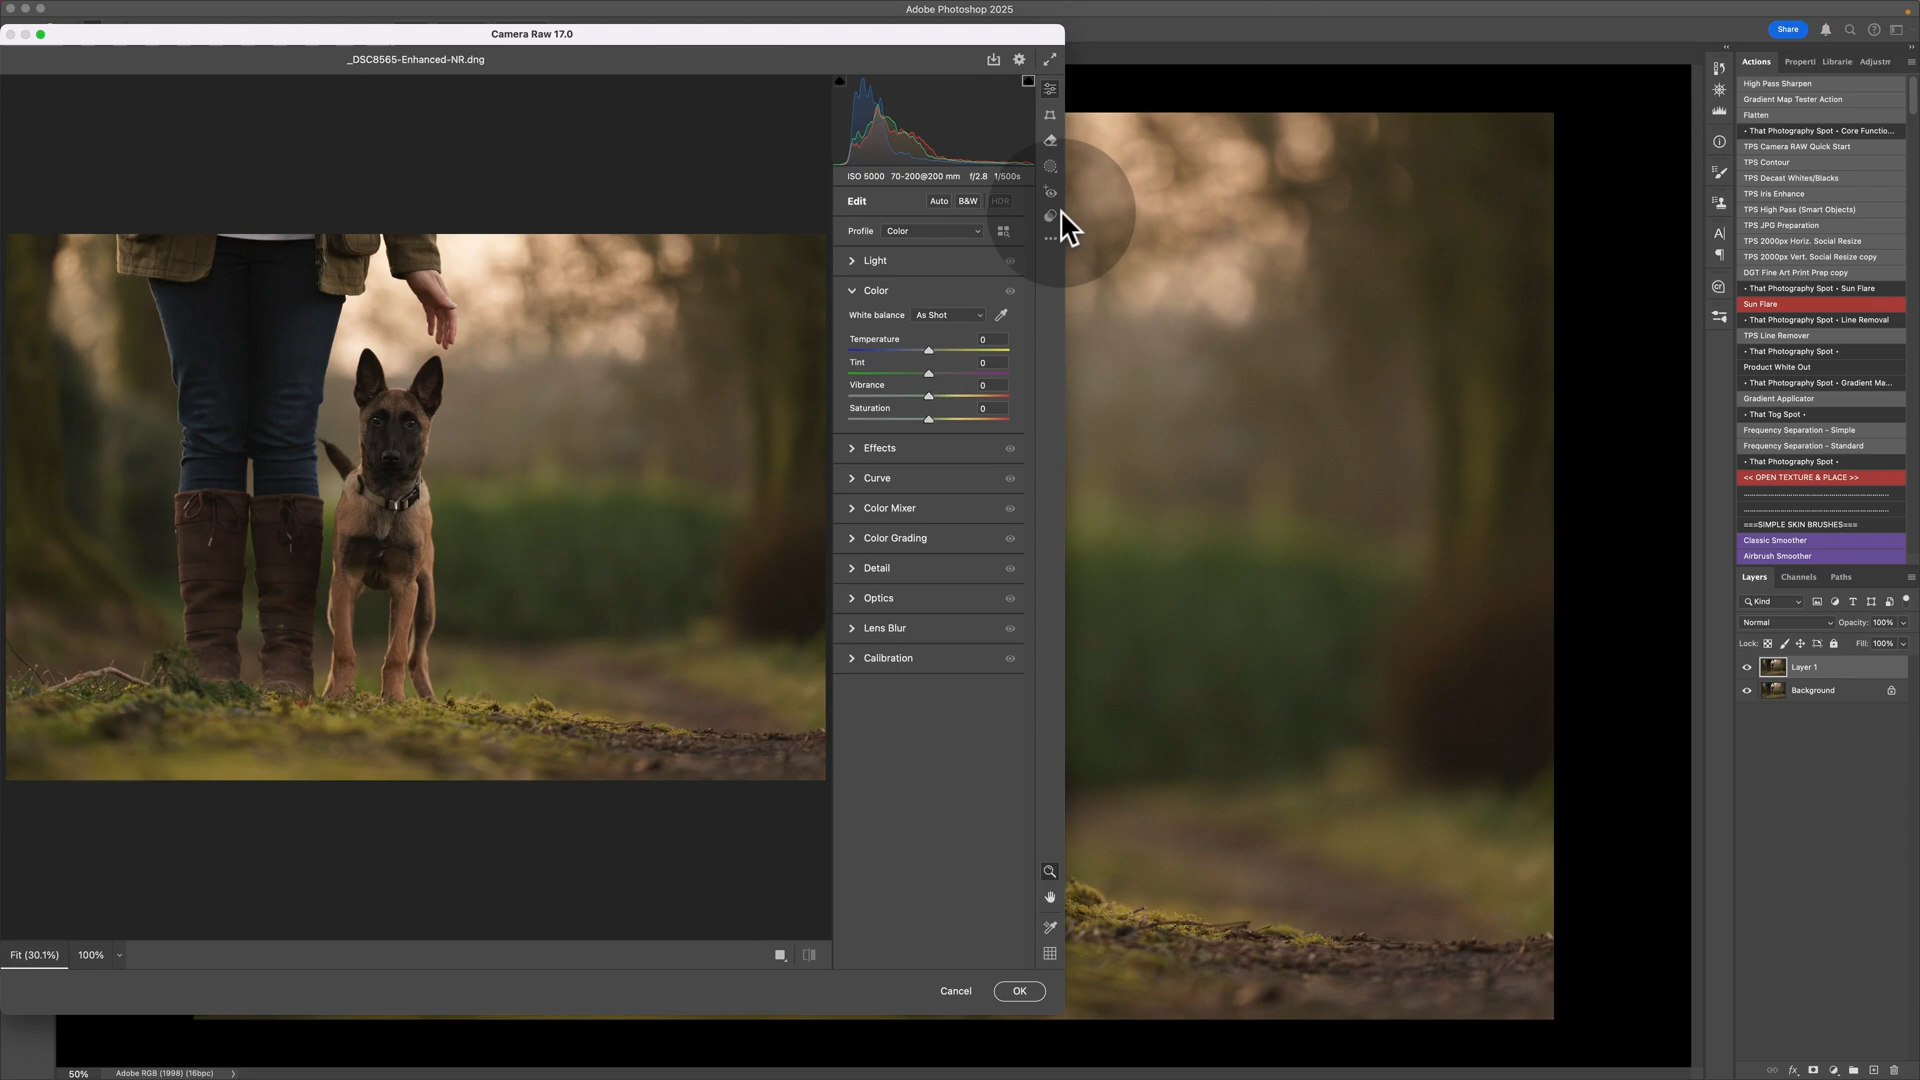 Adobe Photoshop 2025
Share
Camera Raw 17.0
_DSC8565-Enhanced-NR.dng
ISO 5000 70-200@200 mm f/2.8 1/500s
Edit Auto B&W HDR
Profile Color
Light
Color
White balance As Shot
Temperature 0
Tint 0
Vibrance 0
Saturation 0
Effects
Curve
Color Mixer
Color Grading
Detail
Optics
Lens Blur
Calibration
Fit (30.1%) 100%
Cancel OK
50% Adobe RGB (1998) (16bpc)
Actions Properti Librarie Adjustm
High Pass Sharpen
Gradient Map Tester Action
Flatten
• That Photography Spot • Core Functio...
TPS Camera RAW Quick Start
TPS Contour
TPS Decast Whites/Blacks
TPS Iris Enhance
TPS High Pass (Smart Objects)
TPS JPG Preparation
TPS 2000px Horiz. Social Resize
TPS 2000px Vert. Social Resize copy
DGT Fine Art Print Prep copy
• That Photography Spot • Sun Flare
Sun Flare
• That Photography Spot • Line Removal
TPS Line Remover
• That Photography Spot •
Product White Out
• That Photography Spot • Gradient Ma...
Gradient Applicator
• That Tog Spot •
Frequency Separation - Simple
Frequency Separation - Standard
• That Photography Spot •
<< OPEN TEXTURE & PLACE >>
===SIMPLE SKIN BRUSHES===
Classic Smoother
Airbrush Smoother
Layers Channels Paths
Kind
Normal Opacity: 100%
Lock: Fill: 100%
Layer 1
Background